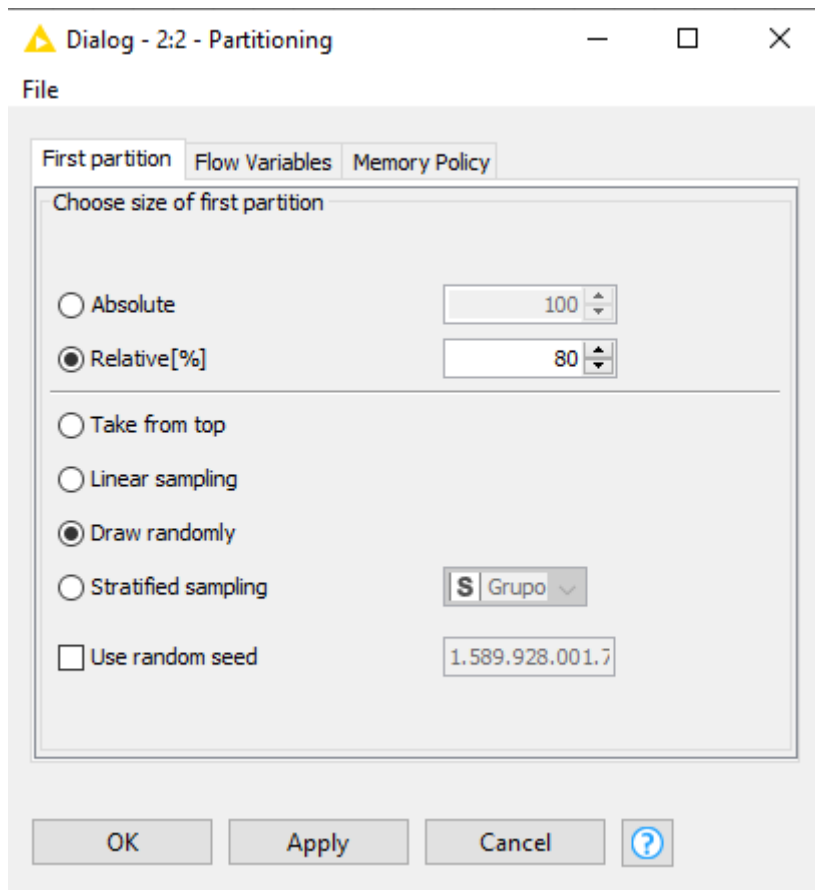 Dialog - 2:2 - Partitioning
File
First partition Flow Variables Memory Policy
Choose size of first partition
Absolute 100
Relative[%] 80
Take from top
Linear sampling
Draw randomly
Stratified sampling S Grupo
Use random seed 1.589.928.001.7
OK Apply Cancel ?